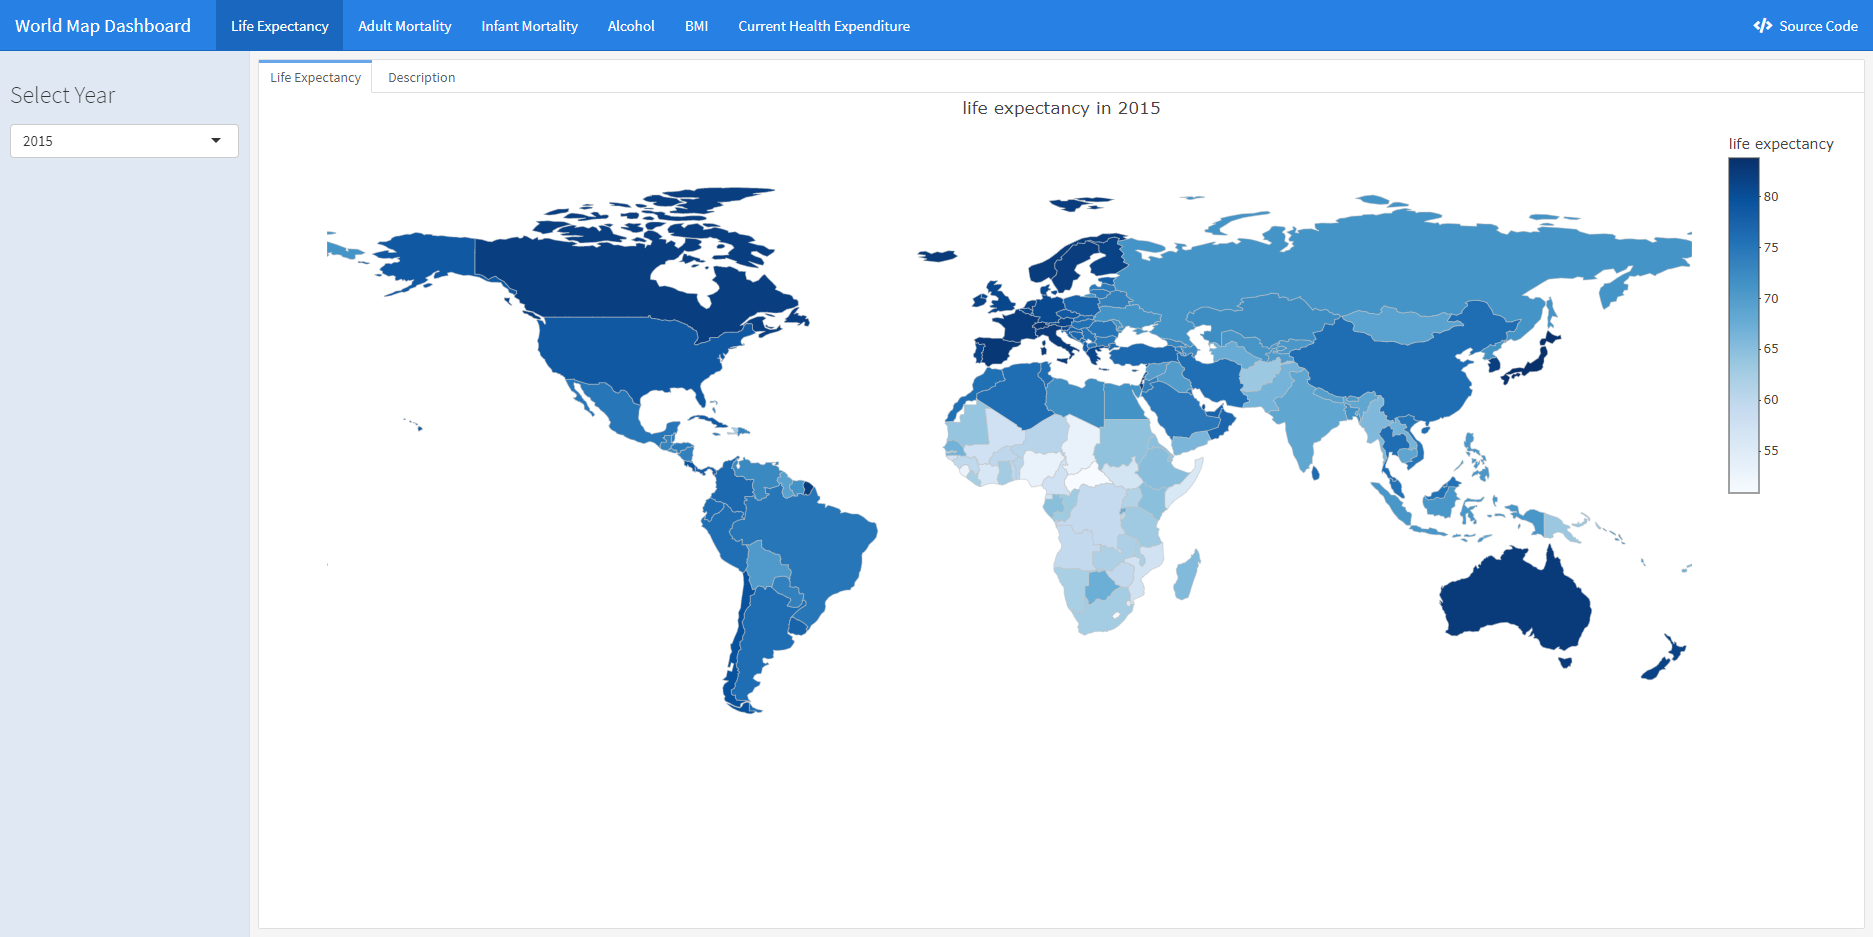 World Map Dashboard
Life Expectancy
Adult Mortality
Infant Mortality
Alcohol
BMI
Current Health Expenditure
Source Code
Select Year
2015
Life Expectancy
Description
life expectancy in 2015
life expectancy
80
75
70
65
60
55